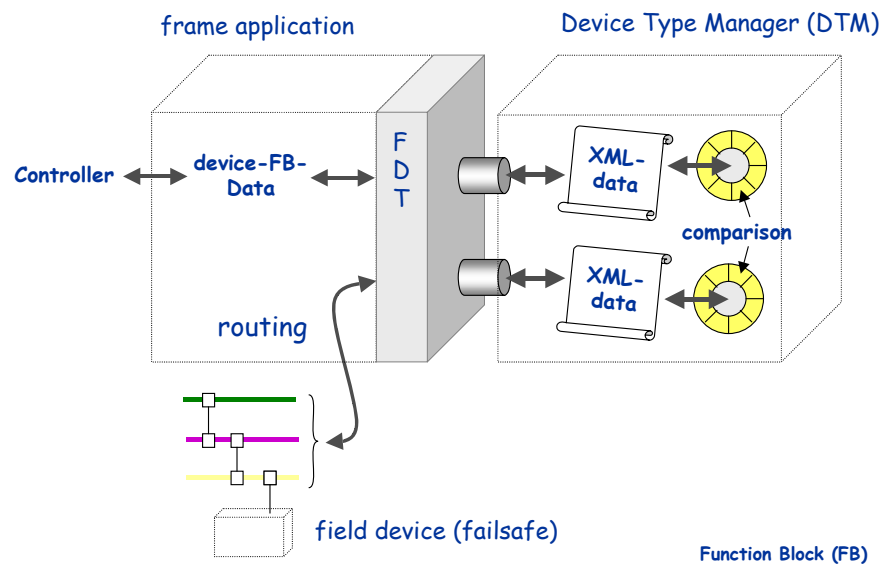 frame application
Device Type Manager (DTM)
F
D
T
Controller
device-FB-
Data
XML-
data
comparison
XML-
data
routing
field device (failsafe)
Function Block (FB)